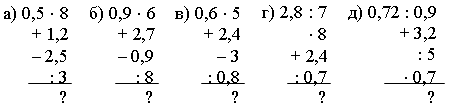 а) 0,5 · 8 б) 0,9 · 6 в) 0,6 · 5 г) 2,8 : 7 д) 0,72 : 0,9
+ 1,2 + 2,7 + 2,4 · 8 + 3,2
– 2,5 – 0,9 – 3 + 2,4 : 5
: 3 : 8 : 0,8 : 0,7 · 0,7
? ? ? ? ?